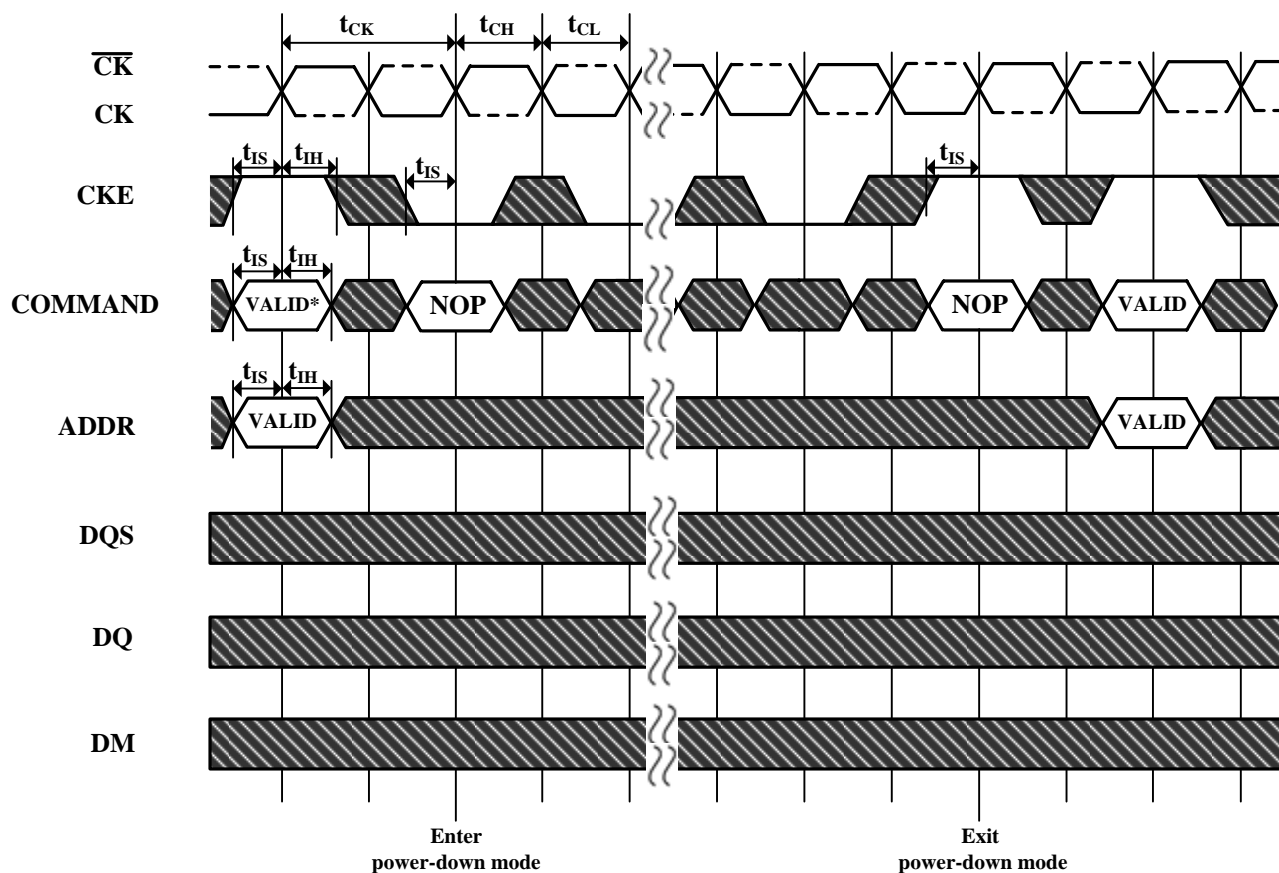 tCK tCH tCL
CK
CK
tIS tIH tIS tIS
CKE
tIS tIH
COMMAND VALID* NOP NOP VALID
tIS tIH
ADDR VALID VALID
DQS
DQ
DM
Enter
power-down mode
Exit
power-down mode